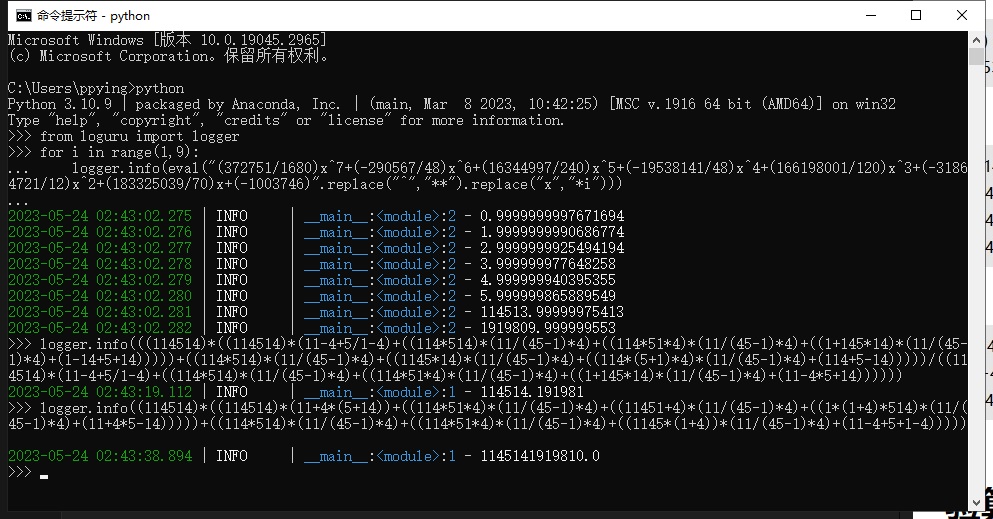 命令提示符 - python
Microsoft Windows [版本 10.0.19045.2965]
(c) Microsoft Corporation。保留所有权利。
C:\Users\ppying>python
Python 3.10.9 | packaged by Anaconda, Inc. | (main, Mar  8 2023, 10:42:25) [MSC v.1916 64 bit (AMD64)] on win32
Type "help", "copyright", "credits" or "license" for more information.
>>> from loguru import logger
>>> for i in range(1,9):
...     logger.info(eval("(372751/1680)x^7+(-290567/48)x^6+(16344997/240)x^5+(-19538141/48)x^4+(166198001/120)x^3+(-3186
4721/12)x^2+(183325039/70)x+(-1003746)".replace("^","**").replace("x","*i")))
...
2023-05-24 02:43:02.275 | INFO     | __main__:<module>:2 - 0.9999999997671694
2023-05-24 02:43:02.276 | INFO     | __main__:<module>:2 - 1.9999999990686774
2023-05-24 02:43:02.277 | INFO     | __main__:<module>:2 - 2.9999999925494194
2023-05-24 02:43:02.278 | INFO     | __main__:<module>:2 - 3.999999977648258
2023-05-24 02:43:02.279 | INFO     | __main__:<module>:2 - 4.999999940395355
2023-05-24 02:43:02.280 | INFO     | __main__:<module>:2 - 5.999999865889549
2023-05-24 02:43:02.281 | INFO     | __main__:<module>:2 - 114513.99999975413
2023-05-24 02:43:02.282 | INFO     | __main__:<module>:2 - 1919809.999999553
>>> logger.info(((114514)*((114514)*(11-4+5/1-4)+((114*514)*(11/(45-1)*4)+((114*51*4)*(11/(45-1)*4)+((1+145*14)*(11/(45-
1)*4)+(1-14+5+14)))))+((114*514)*(11/(45-1)*4)+((1145*14)*(11/(45-1)*4)+((114*(5+1)*4)*(11/(45-1)*4)+(114+5-14)))))/((11
4514)*(11-4+5/1-4)+((114*514)*(11/(45-1)*4)+((114*51*4)*(11/(45-1)*4)+((1+145*14)*(11/(45-1)*4)+(11-4*5+14))))))
2023-05-24 02:43:19.112 | INFO     | __main__:<module>:1 - 114514.191981
>>> logger.info((114514)*((114514)*(11+4*(5+14))+((114*51*4)*(11/(45-1)*4)+((11451+4)*(11/(45-1)*4)+((1*(1+4)*514)*(11/(
45-1)*4)+(11+4*5-14)))))+((114*514)*(11/(45-1)*4)+((114*51*4)*(11/(45-1)*4)+((1145*(1+4))*(11/(45-1)*4)+(11-4+5+1-4)))))
2023-05-24 02:43:38.894 | INFO     | __main__:<module>:1 - 1145141919810.0
>>>